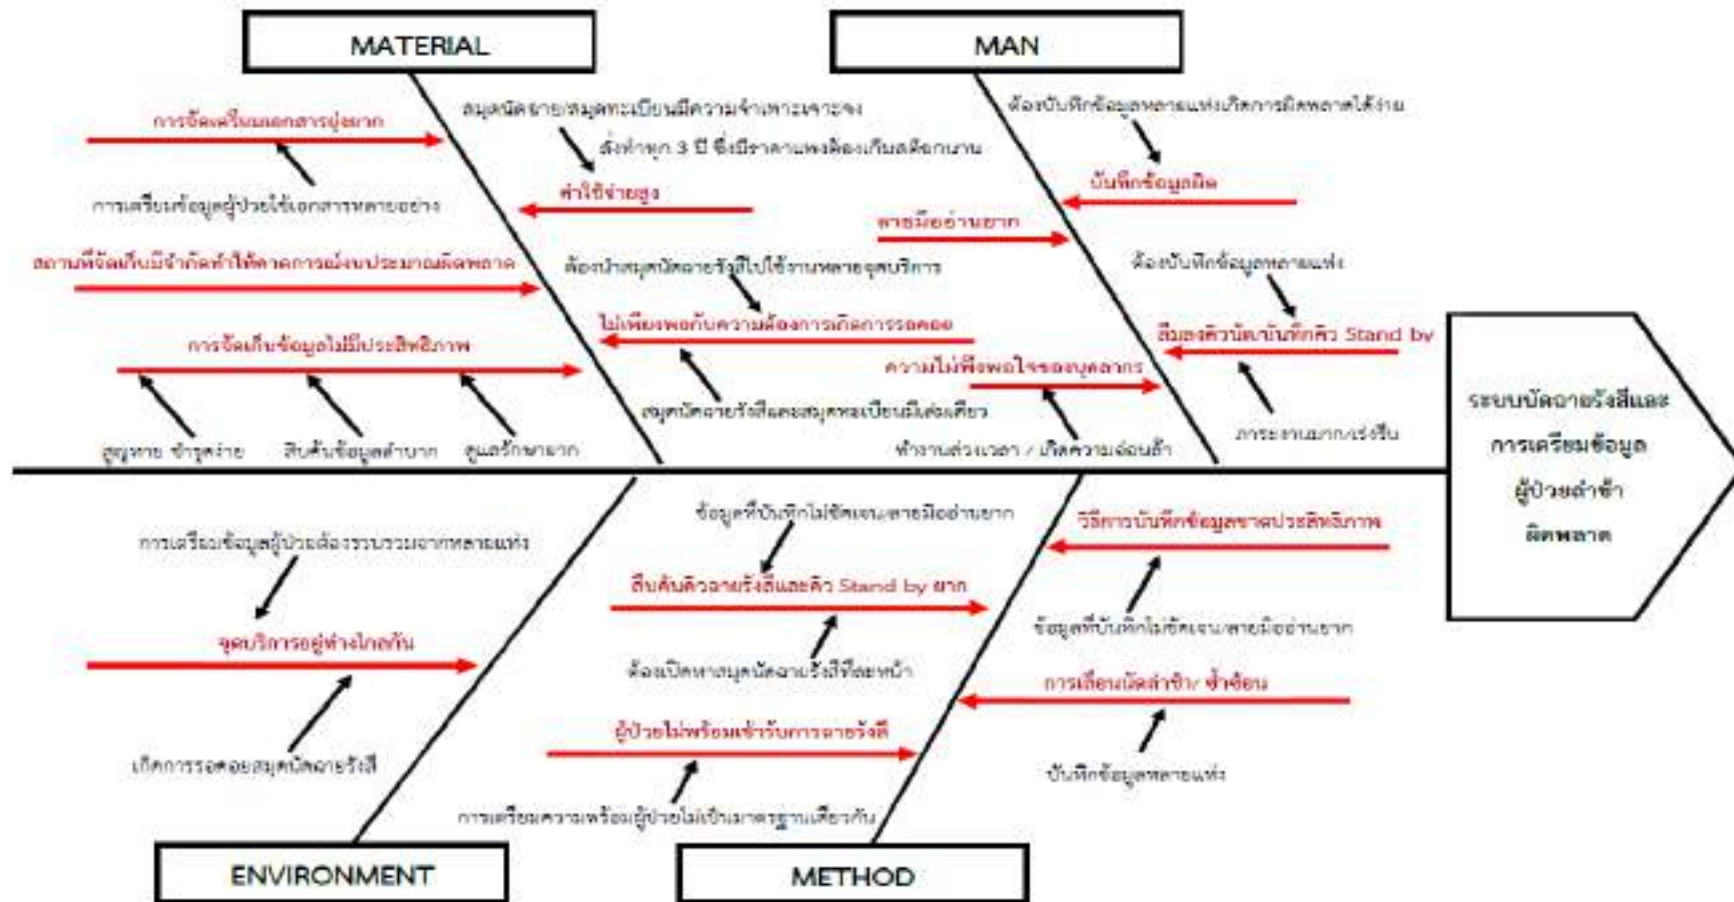 MATERIAL
MAN
การจัดเตรียมเอกสารยุ่งยาก
การเตรียมข้อมูลผู้ป่วยใช้เอกสารหลายอย่าง
สมุดนัดฉาย/สมุดทะเบียนมีความจำเพาะเจาะจง
สั่งทำทุก 3 ปี ซึ่งมีราคาแพงต้องเก็บสต๊อกนาน
ค่าใช้จ่ายสูง
สถานที่จัดเก็บมีจำกัดทำให้คาดการณ์งบประมาณผิดพลาด
ต้องนำสมุดนัดฉายรังสีไปใช้งานหลายจุดบริการ
ไม่เพียงพอกับความต้องการเกิดการรอคอย
สมุดนัดฉายรังสีและสมุดทะเบียนมีเล่มเดียว
การจัดเก็บข้อมูลไม่มีประสิทธิภาพ
สูญหาย ชำรุดง่าย
สืบค้นข้อมูลลำบาก
ดูแลรักษายาก
ต้องบันทึกข้อมูลหลายแห่งเกิดการผิดพลาดได้ง่าย
บันทึกข้อมูลผิด
ลายมืออ่านยาก
ต้องบันทึกข้อมูลหลายแห่ง
ลืมลงคิวนัด/บันทึกคิว Stand by
ภาระงานมาก/เร่งรีบ
ความไม่พึงพอใจของบุคลากร
ทำงานล่วงเวลา / เกิดความอ่อนล้า
ระบบนัดฉายรังสีและ
การเตรียมข้อมูล
ผู้ป่วยล่าช้า
ผิดพลาด
การเตรียมข้อมูลผู้ป่วยต้องรวบรวมจากหลายแห่ง
จุดบริการอยู่ห่างไกลกัน
เกิดการรอคอยสมุดนัดฉายรังสี
ข้อมูลที่บันทึกไม่ชัดเจน/ลายมืออ่านยาก
สืบค้นคิวฉายรังสีและคิว Stand by ยาก
ต้องเปิดหาสมุดนัดฉายรังสีทีละหน้า
ผู้ป่วยไม่พร้อมเข้ารับการฉายรังสี
การเตรียมความพร้อมผู้ป่วยไม่เป็นมาตรฐานเดียวกัน
วิธีการบันทึกข้อมูลขาดประสิทธิภาพ
ข้อมูลที่บันทึกไม่ชัดเจน/ลายมืออ่านยาก
การเลื่อนนัดล่าช้า/ ซ้ำซ้อน
บันทึกข้อมูลหลายแห่ง
ENVIRONMENT
METHOD